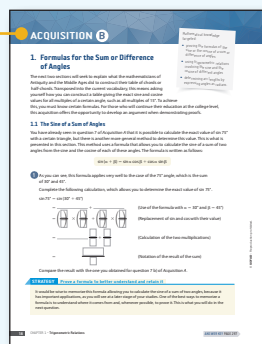 ACQUISITION B
1. Formulas for the Sum or Difference
of Angles
The next two sections will seek to explain what the mathematicians of
Antiquity and the Middle Ages did to construct their table of chords or
half-chords. Transposed into the current vocabulary, this means asking
yourself how you can construct a table giving the exact sine and cosine
values for all multiples of a certain angle, such as all multiples of 15°. To achieve
this, you must know certain formulas. For those who will continue their education at the college level,
this acquisition offers the opportunity to develop an argument when demonstrating proofs.
1.1 The Sine of a Sum of Angles
You have already seen in question 7 of Acquisition A that it is possible to calculate the exact value of sin 75°
with a certain triangle, but there is another more general method to determine this value. This is what is
presented in this section. This method uses a formula that allows you to calculate the sine of a sum of two
angles from the sine and the cosine of each of these angles. The formula is written as follows:
sin (α + β) = sin α cos β + cos α sin β
1 As you can see, this formula applies very well to the case of the 75° angle, which is the sum
of 30° and 45°.
Complete the following calculation, which allows you to determine the exact value of sin 75°.
sin 75° = sin (30° + 45°)
= (Use of the formula with α = 30° and β = 45°)
= (Replacement of sin and cos with their value)
= + (Calculation of the two multiplications)
= (Notation of the result of the sum)
Compare the result with the one you obtained for question 7 b) of Acquisition A.
STRATEGY Prove a formula to better understand and retain it
It would be wise to memorize this formula allowing you to calculate the sine of a sum of two angles, because it
has important applications, as you will see at a later stage of your studies. One of the best ways to memorize a
formula is to understand where it comes from and, whenever possible, to prove it. This is what you will do in the
next question.
CHAPTER 1 – Trigonometric Relations